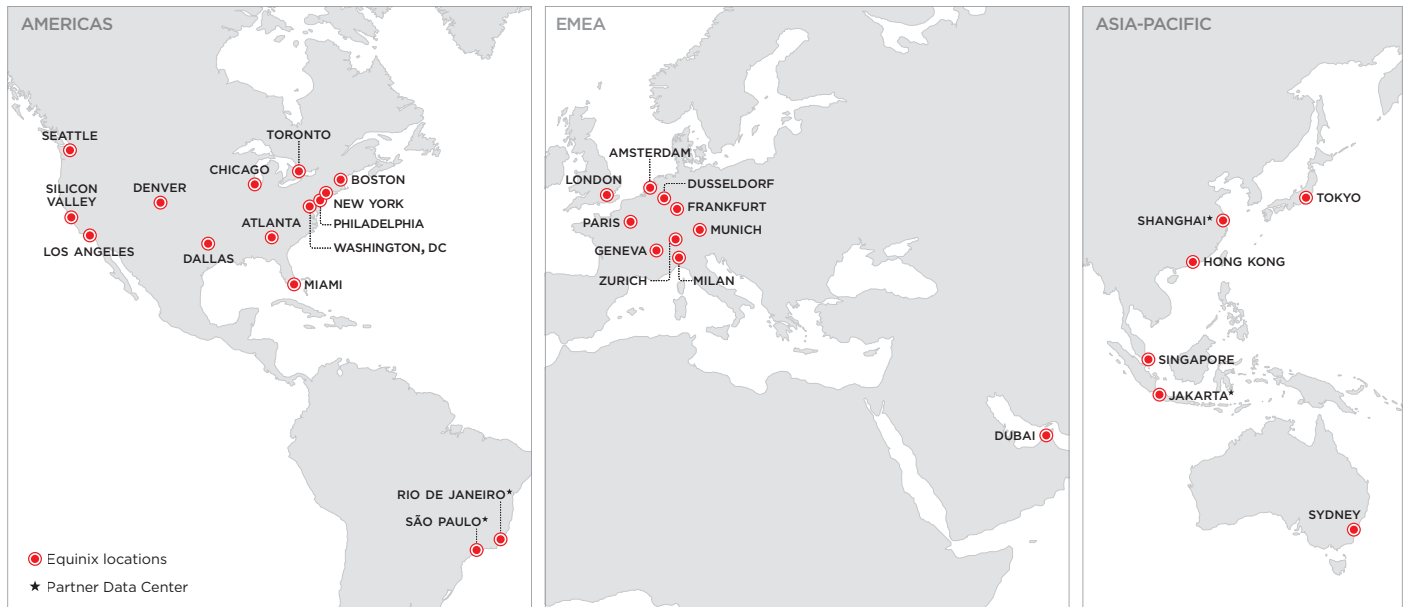 AMERICAS
SEATTLE
TORONTO
CHICAGO
BOSTON
SILICON
VALLEY
DENVER
NEW YORK
PHILADELPHIA
ATLANTA
WASHINGTON, DC
LOS ANGELES
DALLAS
MIAMI
RIO DE JANEIRO★
SÃO PAULO★
Equinix locations
★ Partner Data Center
EMEA
AMSTERDAM
LONDON
DUSSELDORF
FRANKFURT
PARIS
MUNICH
GENEVA
ZURICH
MILAN
DUBAI
ASIA-PACIFIC
TOKYO
SHANGHAI★
HONG KONG
SINGAPORE
JAKARTA★
SYDNEY